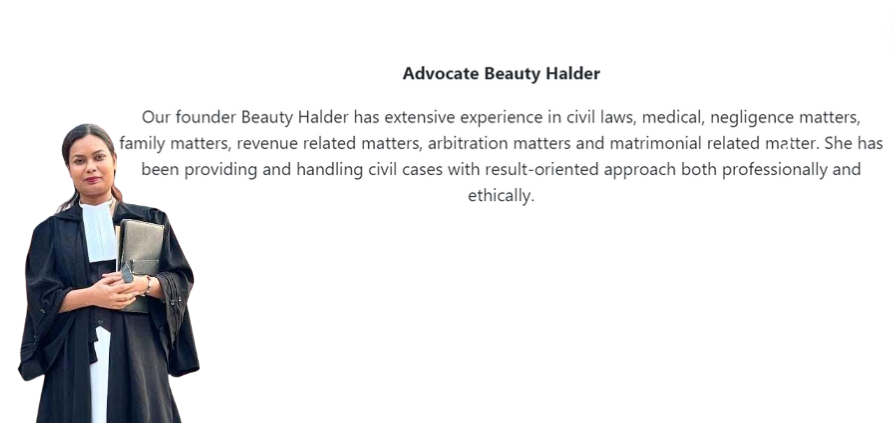 Advocate Beauty Halder
Our founder Beauty Halder has extensive experience in civil laws, medical, negligence matters,
family matters, revenue related matters, arbitration matters and matrimonial related matter. She has
been providing and handling civil cases with result-oriented approach both professionally and
ethically.